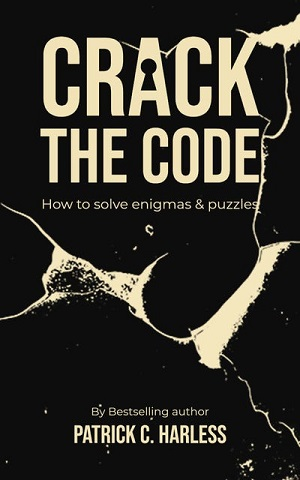 CRACK
THE CODE
How to solve enigmas & puzzles
By Bestselling author
PATRICK C. HARLESS